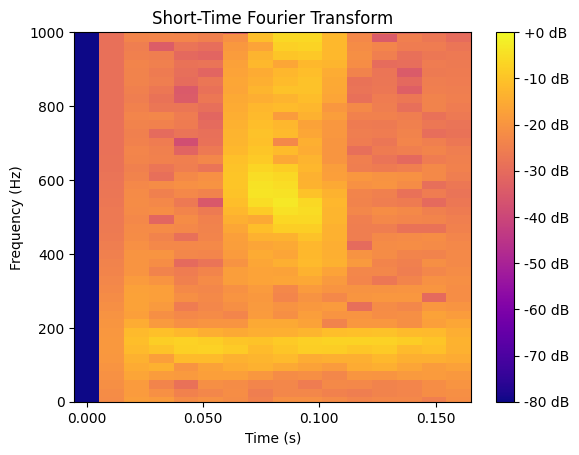 Short-Time Fourier Transform
1000
800
600
400
200
0
Frequency (Hz)
0.000
0.050
0.100
0.150
Time (s)
+0 dB
-10 dB
-20 dB
-30 dB
-40 dB
-50 dB
-60 dB
-70 dB
-80 dB